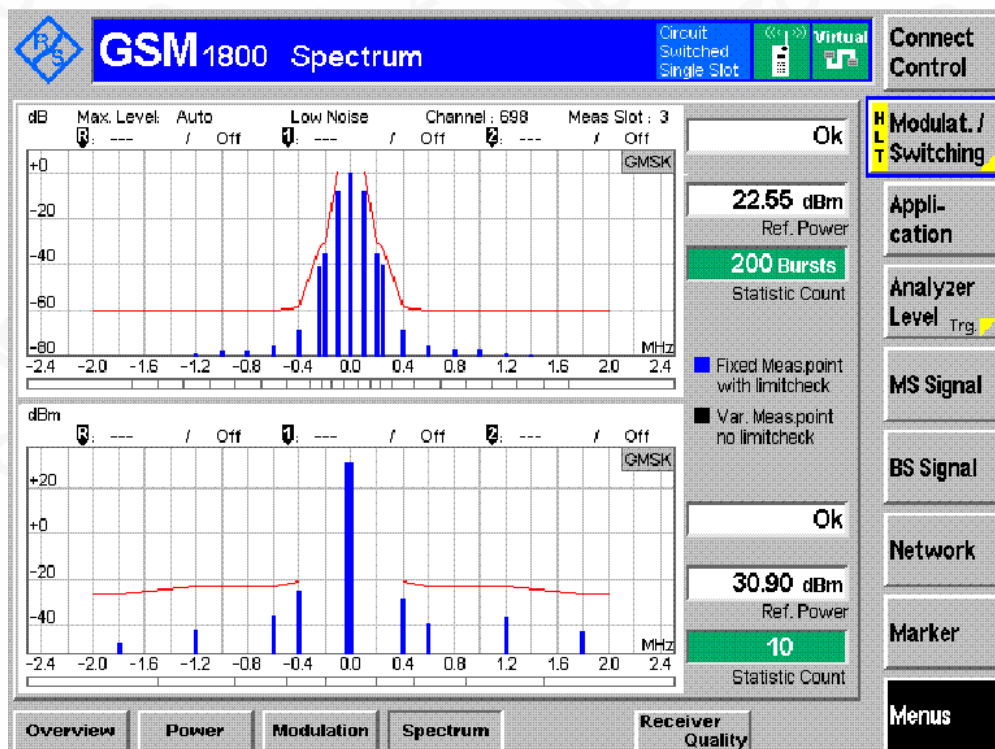 R/S
GSM 1800 Spectrum
Circuit
Switched
Single Slot
Virtual
Connect
Control
dB Max. Level: Auto Low Noise Channel : 698 Meas Slot : 3
R : --- / Off 1 : --- / Off 2 : --- / Off
GMSK
+0
-20
-40
-60
-80
MHz
-2.4 -2.0 -1.6 -1.2 -0.8 -0.4 0.0 0.4 0.8 1.2 1.6 2.0 2.4
Ok
22.55 dBm
Ref. Power
200 Bursts
Statistic Count
Fixed Meas.point
with limitcheck
Var. Meas.point
no limitcheck
dBm
R : --- / Off 1 : --- / Off 2 : --- / Off
GMSK
+20
+0
-20
-40
MHz
-2.4 -2.0 -1.6 -1.2 -0.8 -0.4 0.0 0.4 0.8 1.2 1.6 2.0 2.4
Ok
30.90 dBm
Ref. Power
10
Statistic Count
HLT
Modulat. /
Switching
Appli-
cation
Analyzer
Level Trg.
MS Signal
BS Signal
Network
Marker
Menus
Overview
Power
Modulation
Spectrum
Receiver
Quality